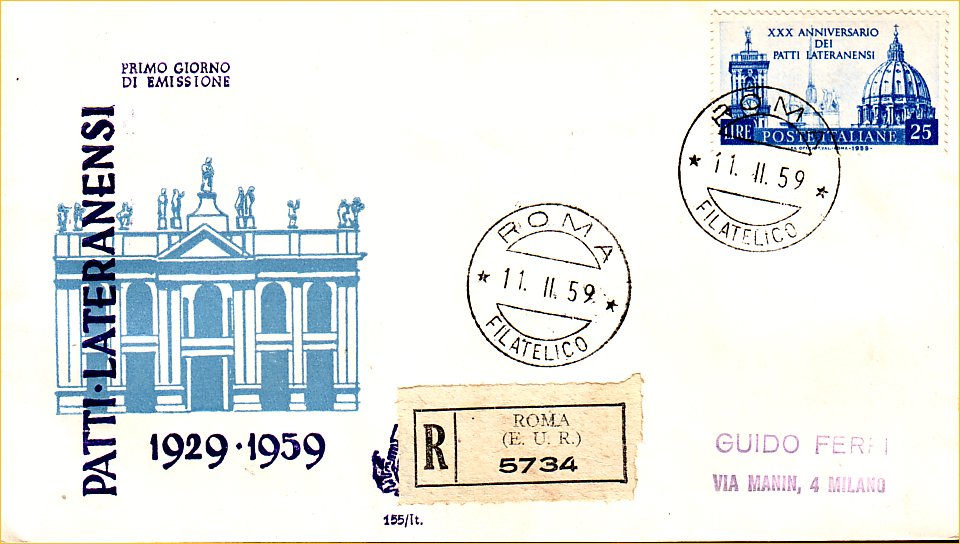 PRIMO GIORNO
DI EMISSIONE
PATTI·LATERANENSI
1929·1959
XXX ANNIVERSARIO
DEI
PATTI LATERANENSI
LIRE POSTE ITALIANE 25
ROMA
11. II. 59
FILATELICO
ROMA
11. II. 59
FILATELICO
R
ROMA
(E. U. R.)
5734
GUIDO
VIA MANIN, 4 MILANO
155/It.